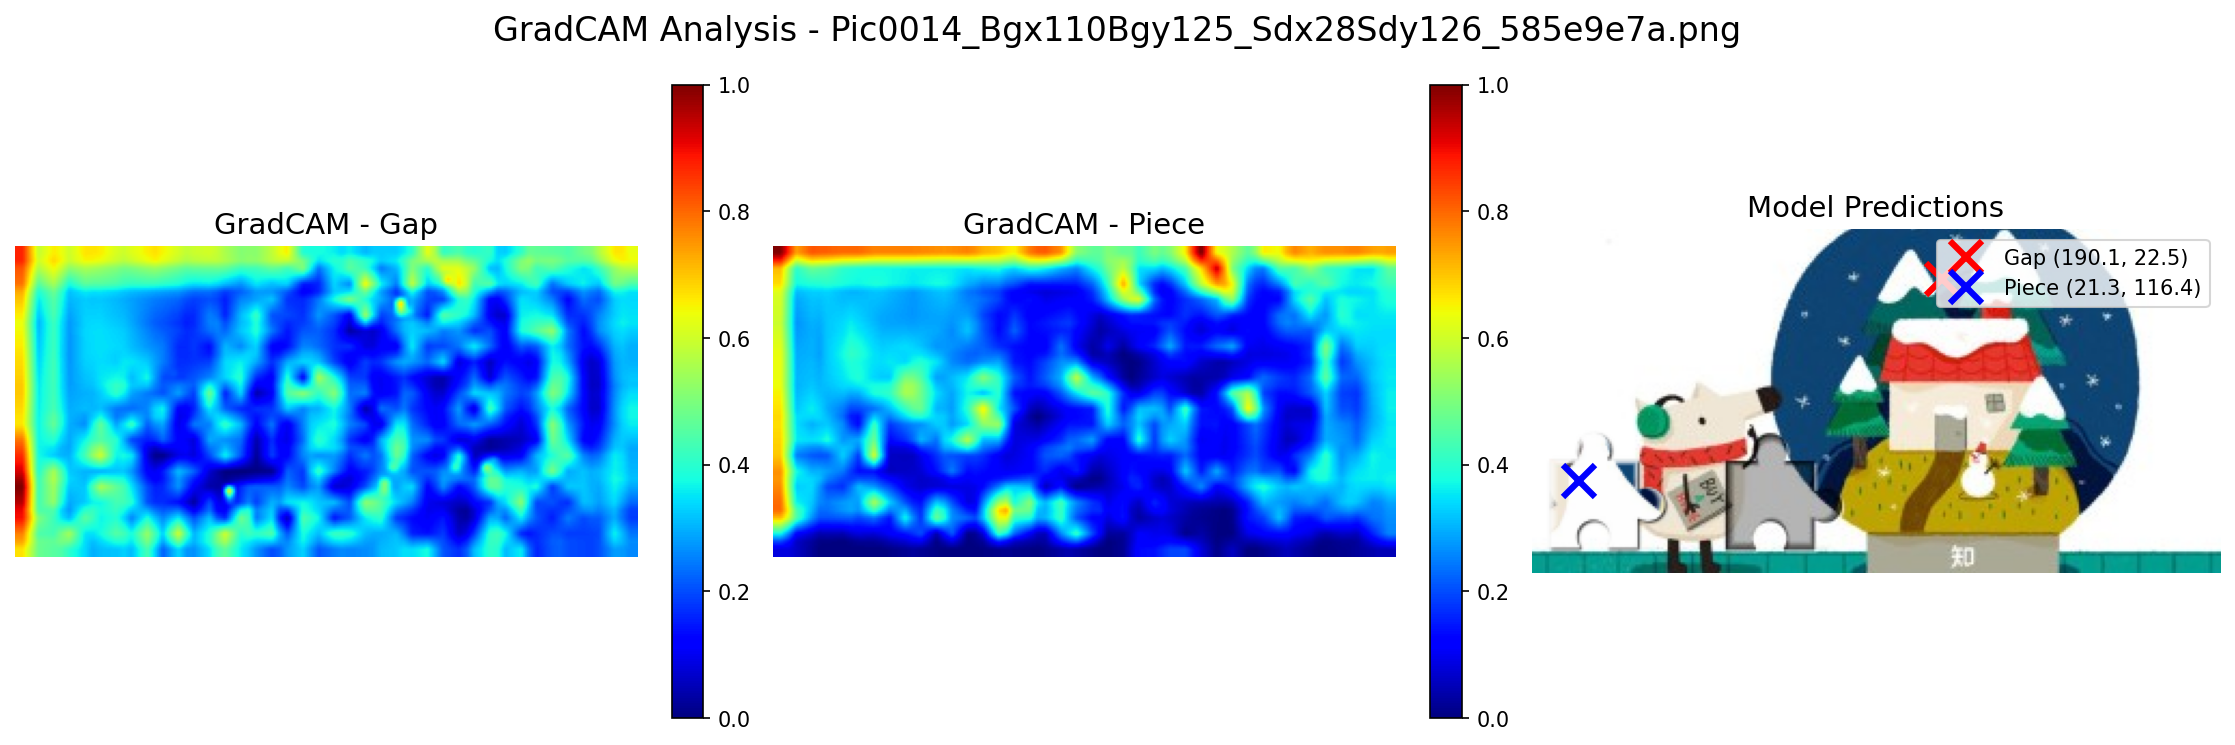 GradCAM Analysis - Pic0014_Bgx110Bgy125_Sdx28Sdy126_585e9e7a.png
GradCAM - Gap
1.0
0.8
0.6
0.4
0.2
0.0
GradCAM - Piece
1.0
0.8
0.6
0.4
0.2
0.0
Model Predictions
Gap (190.1, 22.5)
Piece (21.3, 116.4)
BUY
知